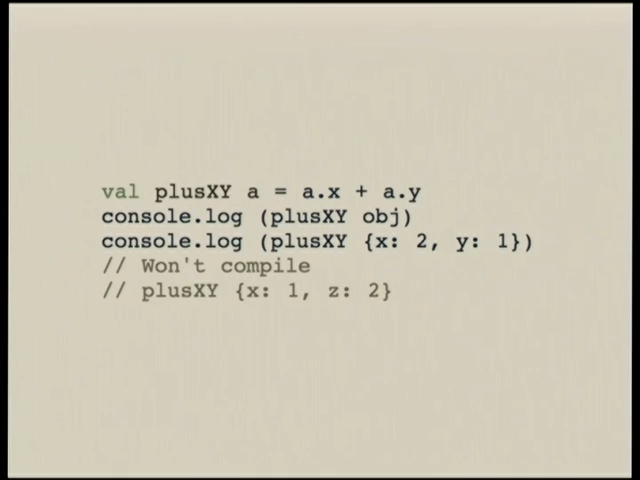 val plusXY a = a.x + a.y
console.log (plusXY obj)
console.log (plusXY {x: 2, y: 1})
// Won't compile
// plusXY {x: 1, z: 2}